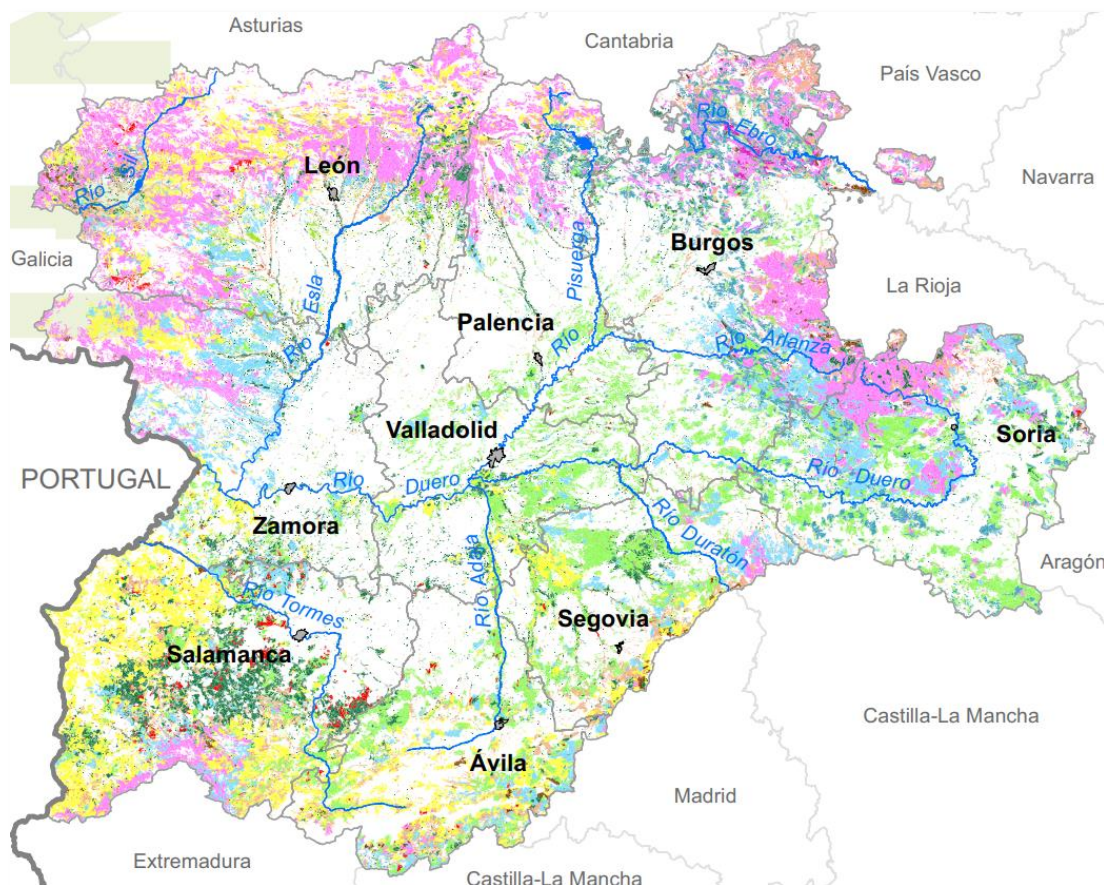 Asturias
Cantabria
País Vasco
Río Ebro
Río Sil
León
Navarra
Galicia
Burgos
La Rioja
Río Esla
Río Pisuerga
Palencia
Río Arlanza
Valladolid
Soria
PORTUGAL
Río Duero
Río Duero
Zamora
Río Duratón
Aragón
Río Adaja
Río Tormes
Segovia
Salamanca
Castilla-La Mancha
Ávila
Madrid
Extremadura
Castilla-La Mancha